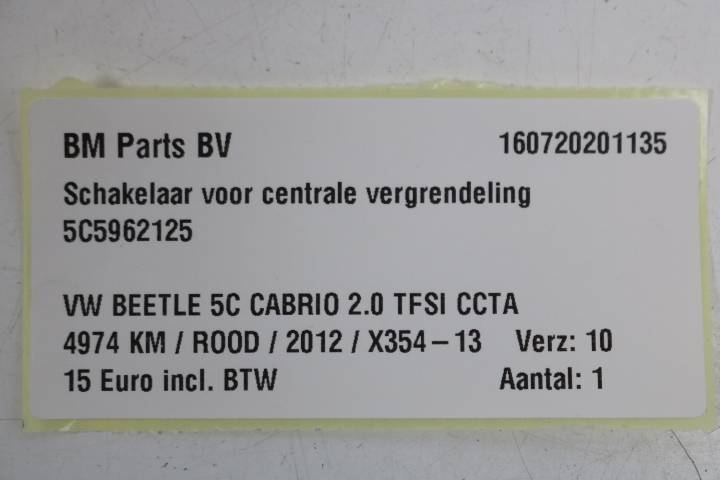 BM Parts BV 160720201135
Schakelaar voor centrale vergrendeling
5C5962125
VW BEETLE 5C CABRIO 2.0 TFSI CCTA
4974 KM / ROOD / 2012 / X354 – 13 Verz: 10
15 Euro incl. BTW Aantal: 1